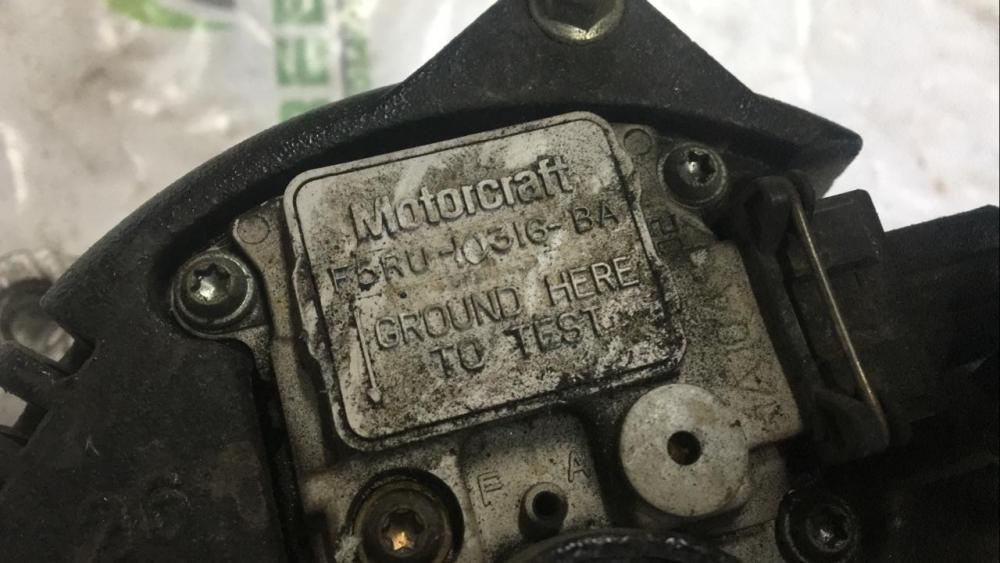 Motorcraft
F5RU-10316-BA
GROUND HERE
TO TEST
F A